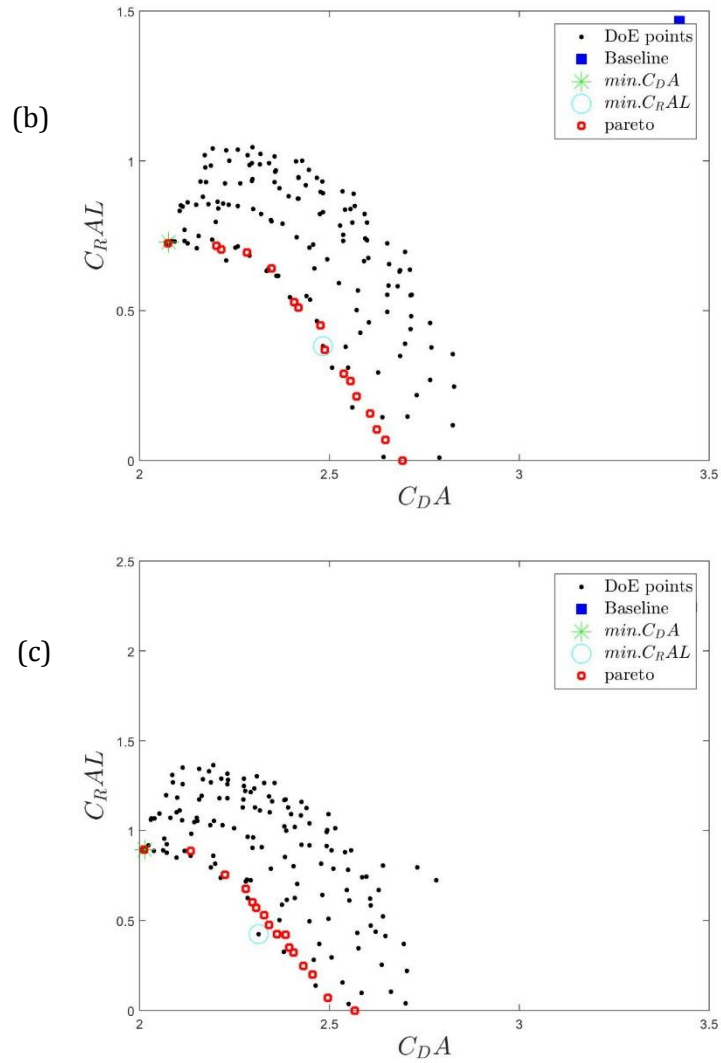 (b)
1.5
1
0.5
0
C_RAL
2
2.5
3
3.5
C_DA
DoE points
Baseline
min.C_DA
min.C_RAL
pareto
(c)
2.5
2
1.5
1
0.5
0
C_RAL
2
2.5
3
3.5
C_DA
DoE points
Baseline
min.C_DA
min.C_RAL
pareto